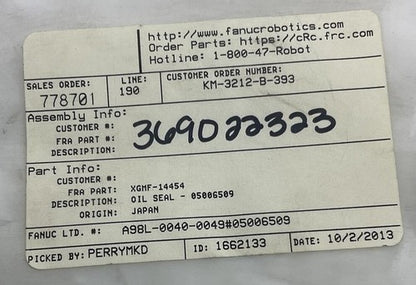 http://www.fanucrobotics.com
Order Parts: https://cRc.frc.com
Hotline: 1-800-47-Robot
SALES ORDER:
778701
LINE:
190
CUSTOMER ORDER NUMBER:
KM-3212-B-393
Assembly Info:
CUSTOMER #:
FRA PART #:
DESCRIPTION:
369022323
Part Info:
CUSTOMER #:
FRA PART: XGMF-14454
DESCRIPTION: OIL SEAL - 05006509
ORIGIN: JAPAN
FANUC LTD. #: A98L-0040-0049#05006509
PICKED BY: PERRYMKD
ID: 1662133
DATE: 10/2/2013